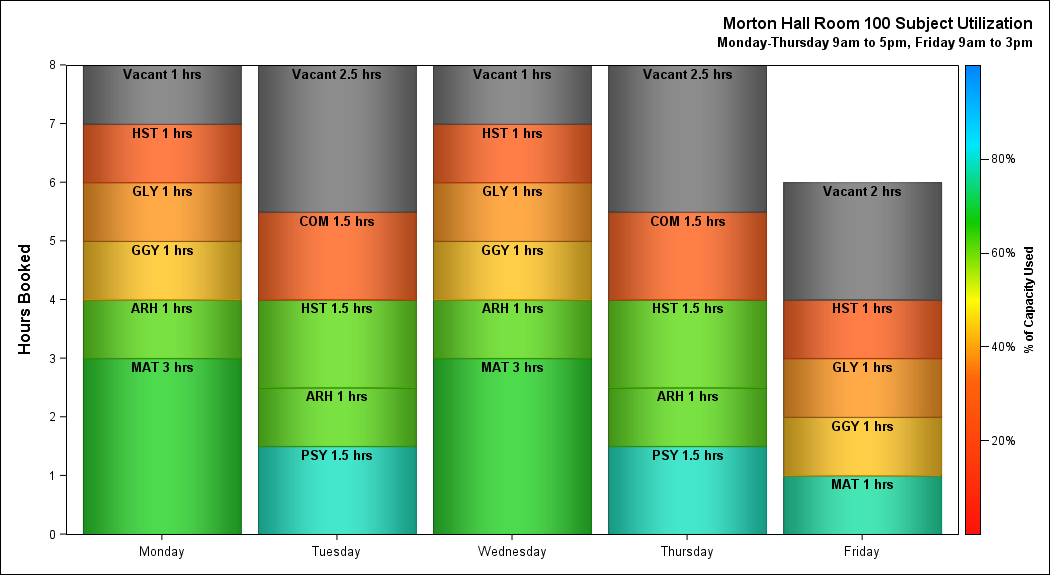 Morton Hall Room 100 Subject Utilization
Monday-Thursday 9am to 5pm, Friday 9am to 3pm
Hours Booked
8
7
6
5
4
3
2
1
0
Vacant 1 hrs
HST 1 hrs
GLY 1 hrs
GGY 1 hrs
ARH 1 hrs
MAT 3 hrs
Vacant 2.5 hrs
COM 1.5 hrs
HST 1.5 hrs
ARH 1 hrs
PSY 1.5 hrs
Vacant 1 hrs
HST 1 hrs
GLY 1 hrs
GGY 1 hrs
ARH 1 hrs
MAT 3 hrs
Vacant 2.5 hrs
COM 1.5 hrs
HST 1.5 hrs
ARH 1 hrs
PSY 1.5 hrs
Vacant 2 hrs
HST 1 hrs
GLY 1 hrs
GGY 1 hrs
MAT 1 hrs
Monday
Tuesday
Wednesday
Thursday
Friday
80%
60%
40%
20%
% of Capacity Used